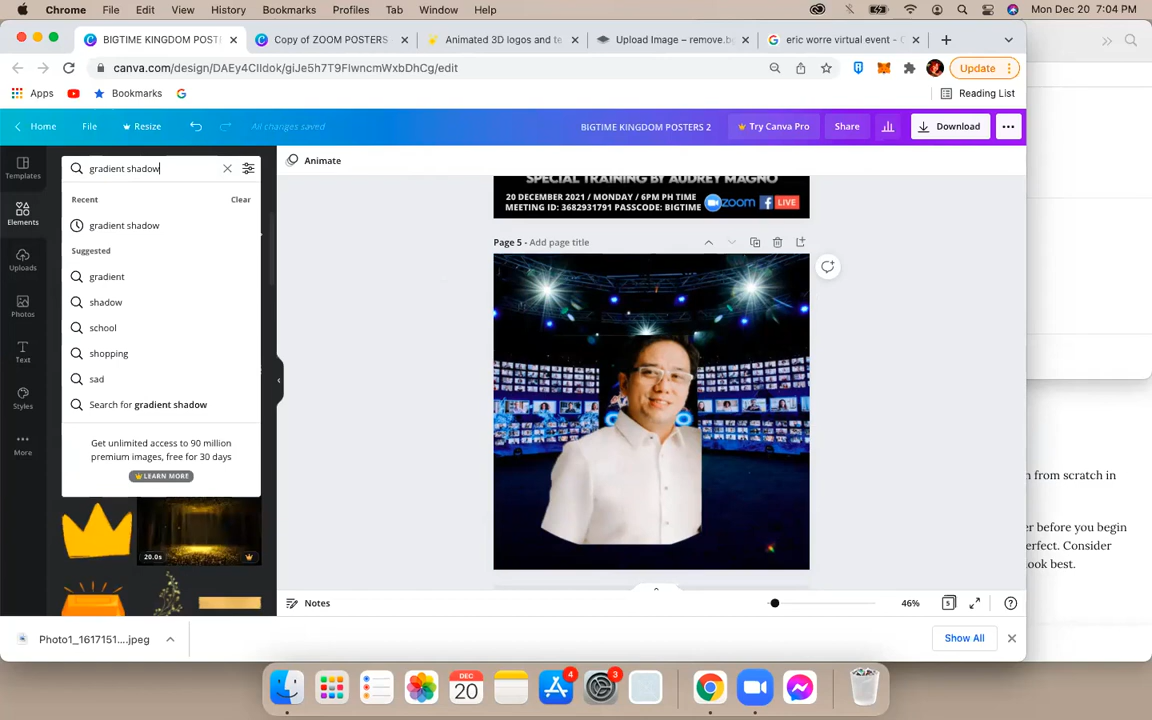 Chrome File Edit View History Bookmarks Profiles Tab Window Help Mon Dec 20 7:04 PM
BIGTIME KINGDOM POST Copy of ZOOM POSTERS Animated 3D logos and te Upload Image – remove.bg eric worre virtual event -
canva.com/design/DAEy4CIIdok/giJe5h7T9FIwncmWxbDhCg/edit Update
Apps Bookmarks Reading List
Home File Resize All changes saved BIGTIME KINGDOM POSTERS 2 Try Canva Pro Share Download
Templates
Elements
Uploads
Photos
Text
Styles
More
gradient shadow
Recent Clear
gradient shadow
Suggested
gradient
shadow
school
shopping
sad
Search for gradient shadow
Get unlimited access to 90 million
premium images, free for 30 days
LEARN MORE
20.0s
Animate
SPECIAL TRAINING BY AUDREY MAGNO
20 DECEMBER 2021 / MONDAY / 6PM PH TIME
MEETING ID: 3682931791 PASSCODE: BIGTIME zoom f LIVE
Page 5 - Add page title
n from scratch in
er before you begin
erfect. Consider
ook best.
Notes 46% 5
Photo1_1617151....jpeg Show All
DEC
20
4
3